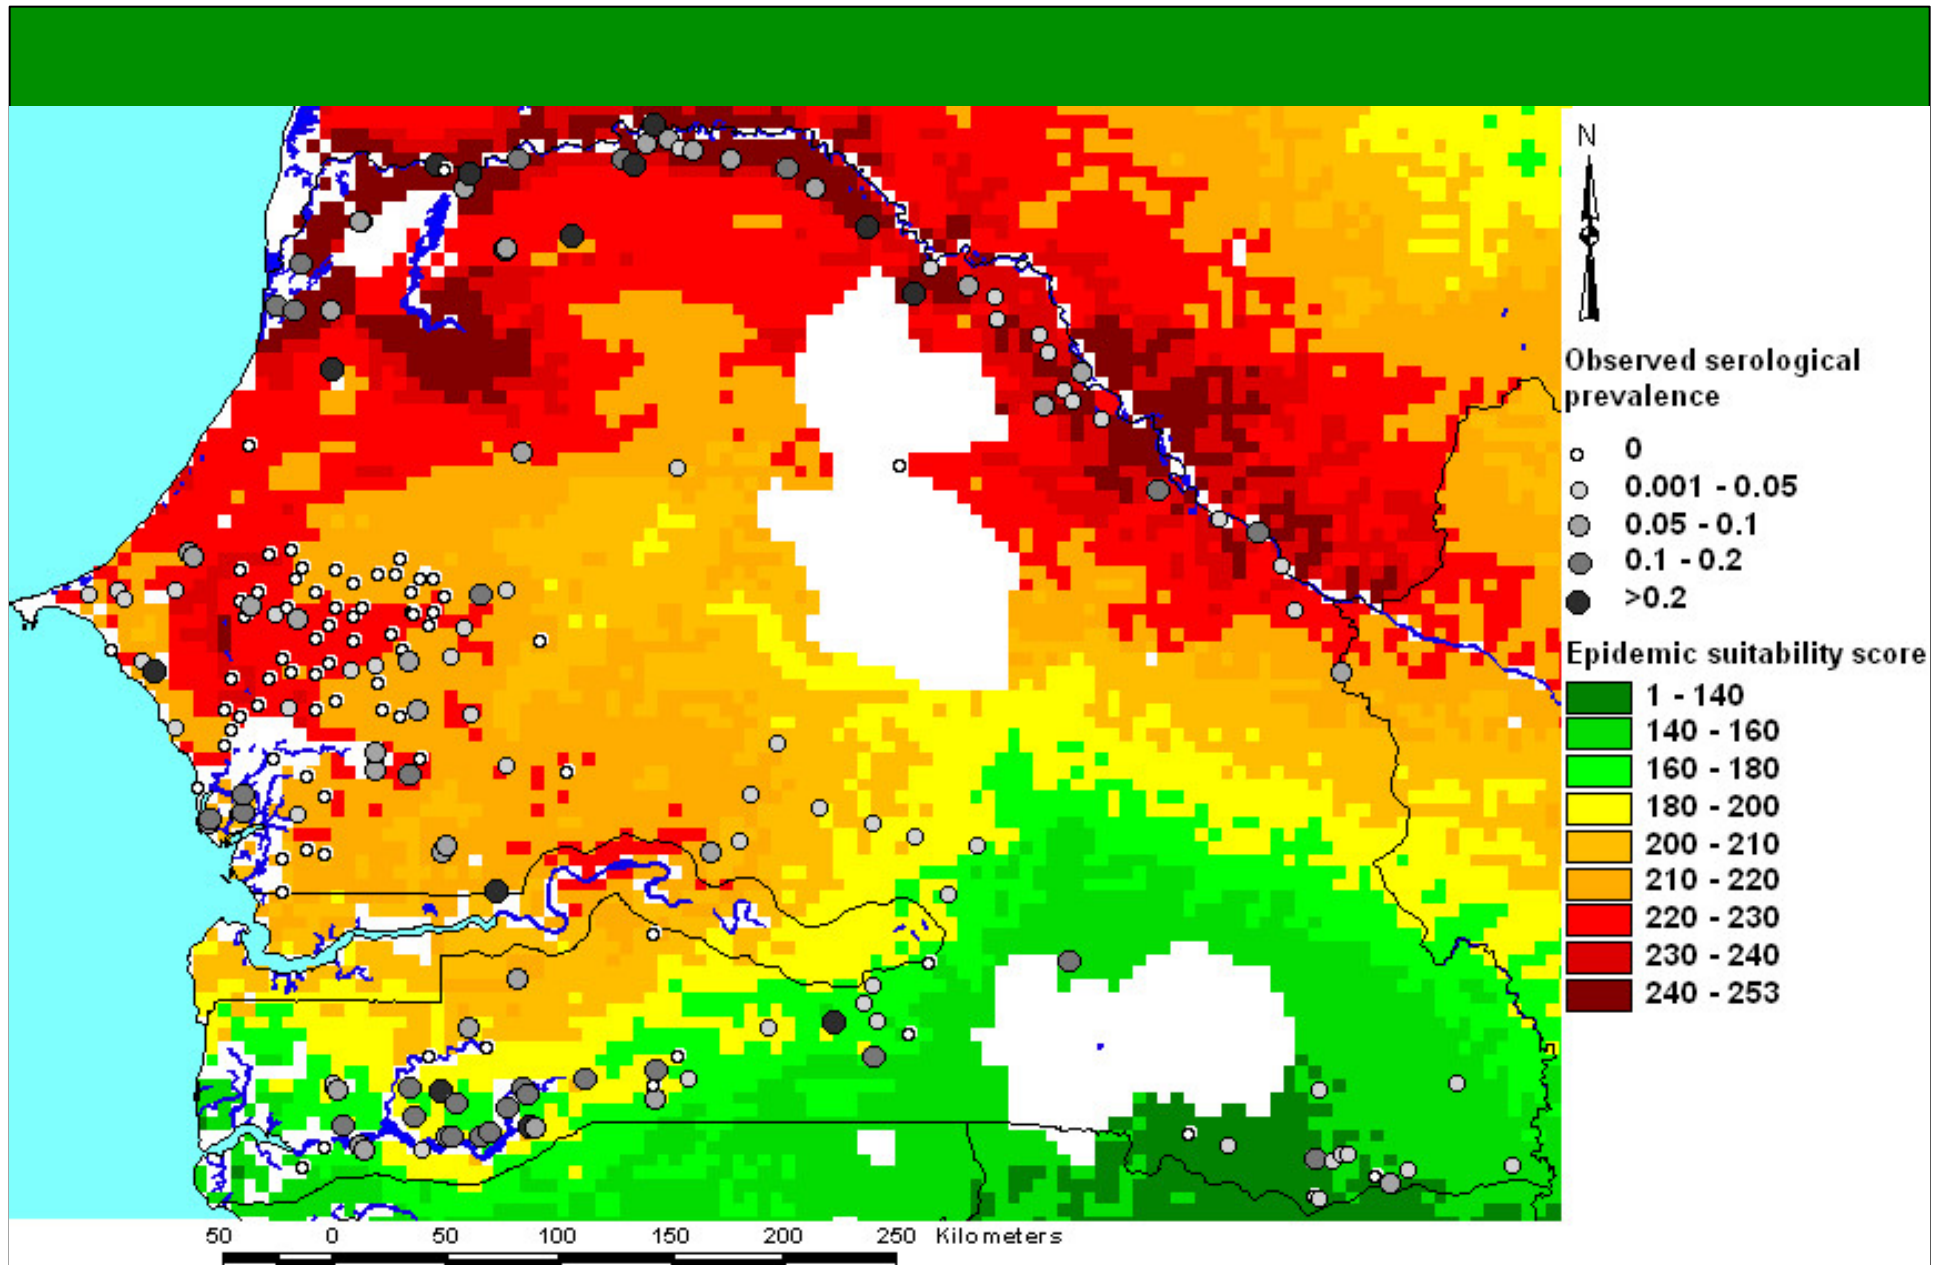 N
Observed serological
prevalence
0
0.001 - 0.05
0.05 - 0.1
0.1 - 0.2
>0.2
Epidemic suitability score
1 - 140
140 - 160
160 - 180
180 - 200
200 - 210
210 - 220
220 - 230
230 - 240
240 - 253
50 0 50 100 150 200 250 Kilometers